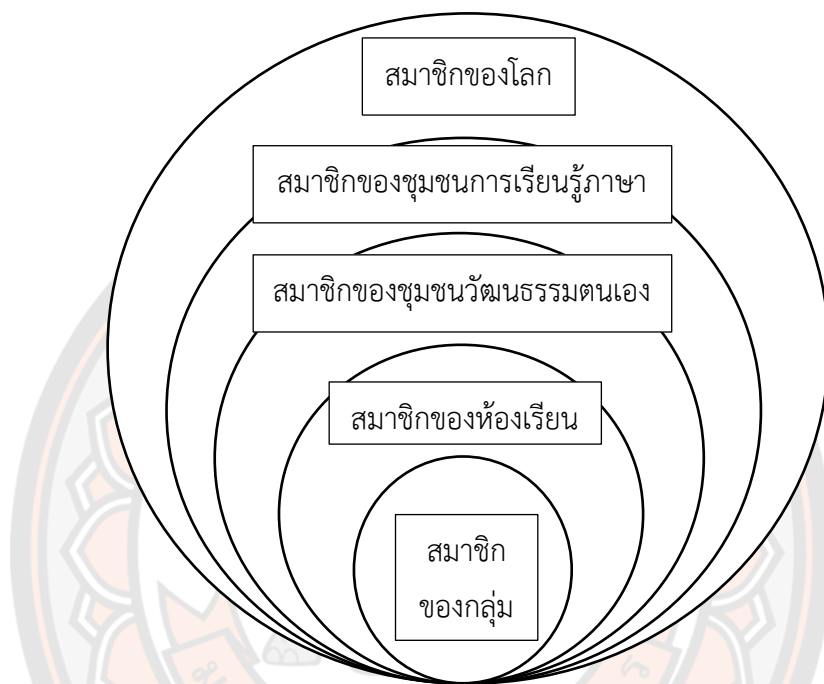 สมาชิกของโลก
สมาชิกของชุมชนการเรียนรู้ภาษา
สมาชิกของชุมชนวัฒนธรรมตนเอง
สมาชิกของห้องเรียน
สมาชิก
ของกลุ่ม